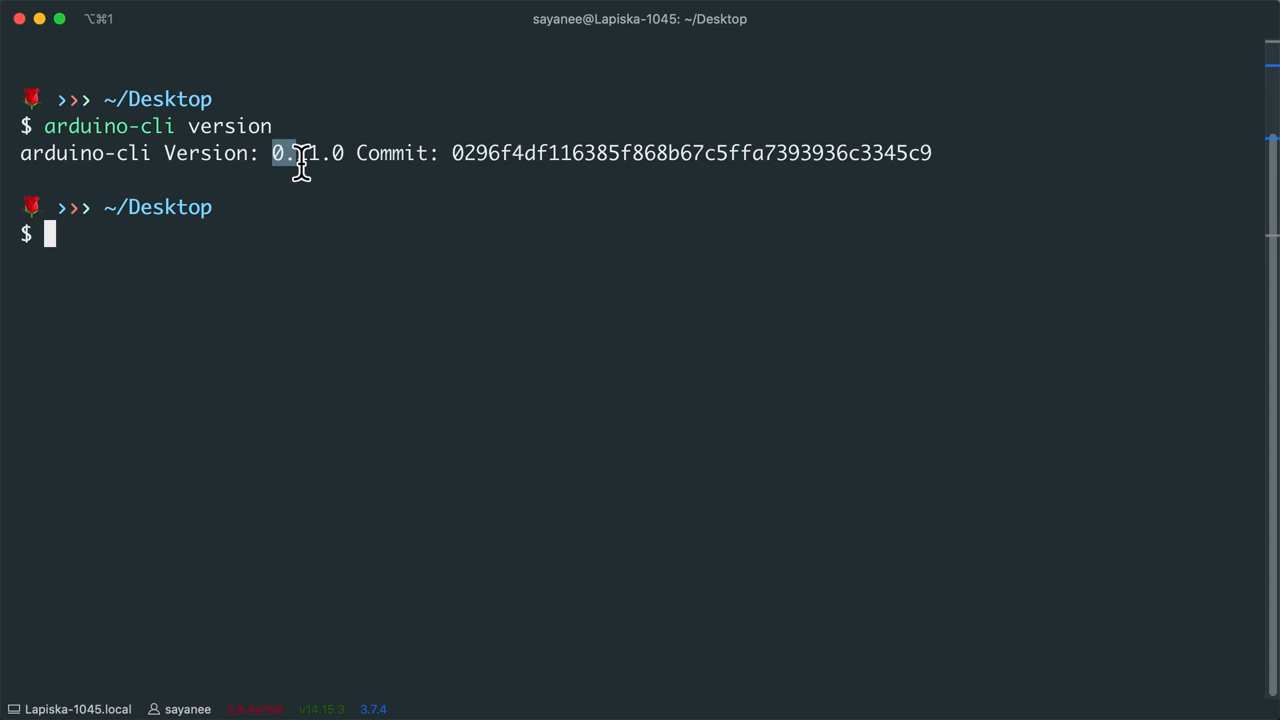 ⌥⌘1
sayanee@Lapiska-1045: ~/Desktop
››› ~/Desktop
$ arduino-cli version
arduino-cli Version: 0.11.0 Commit: 0296f4df116385f868b67c5ffa7393936c3345c9
››› ~/Desktop
$
Lapiska-1045.local sayanee v14.15.3 3.7.4